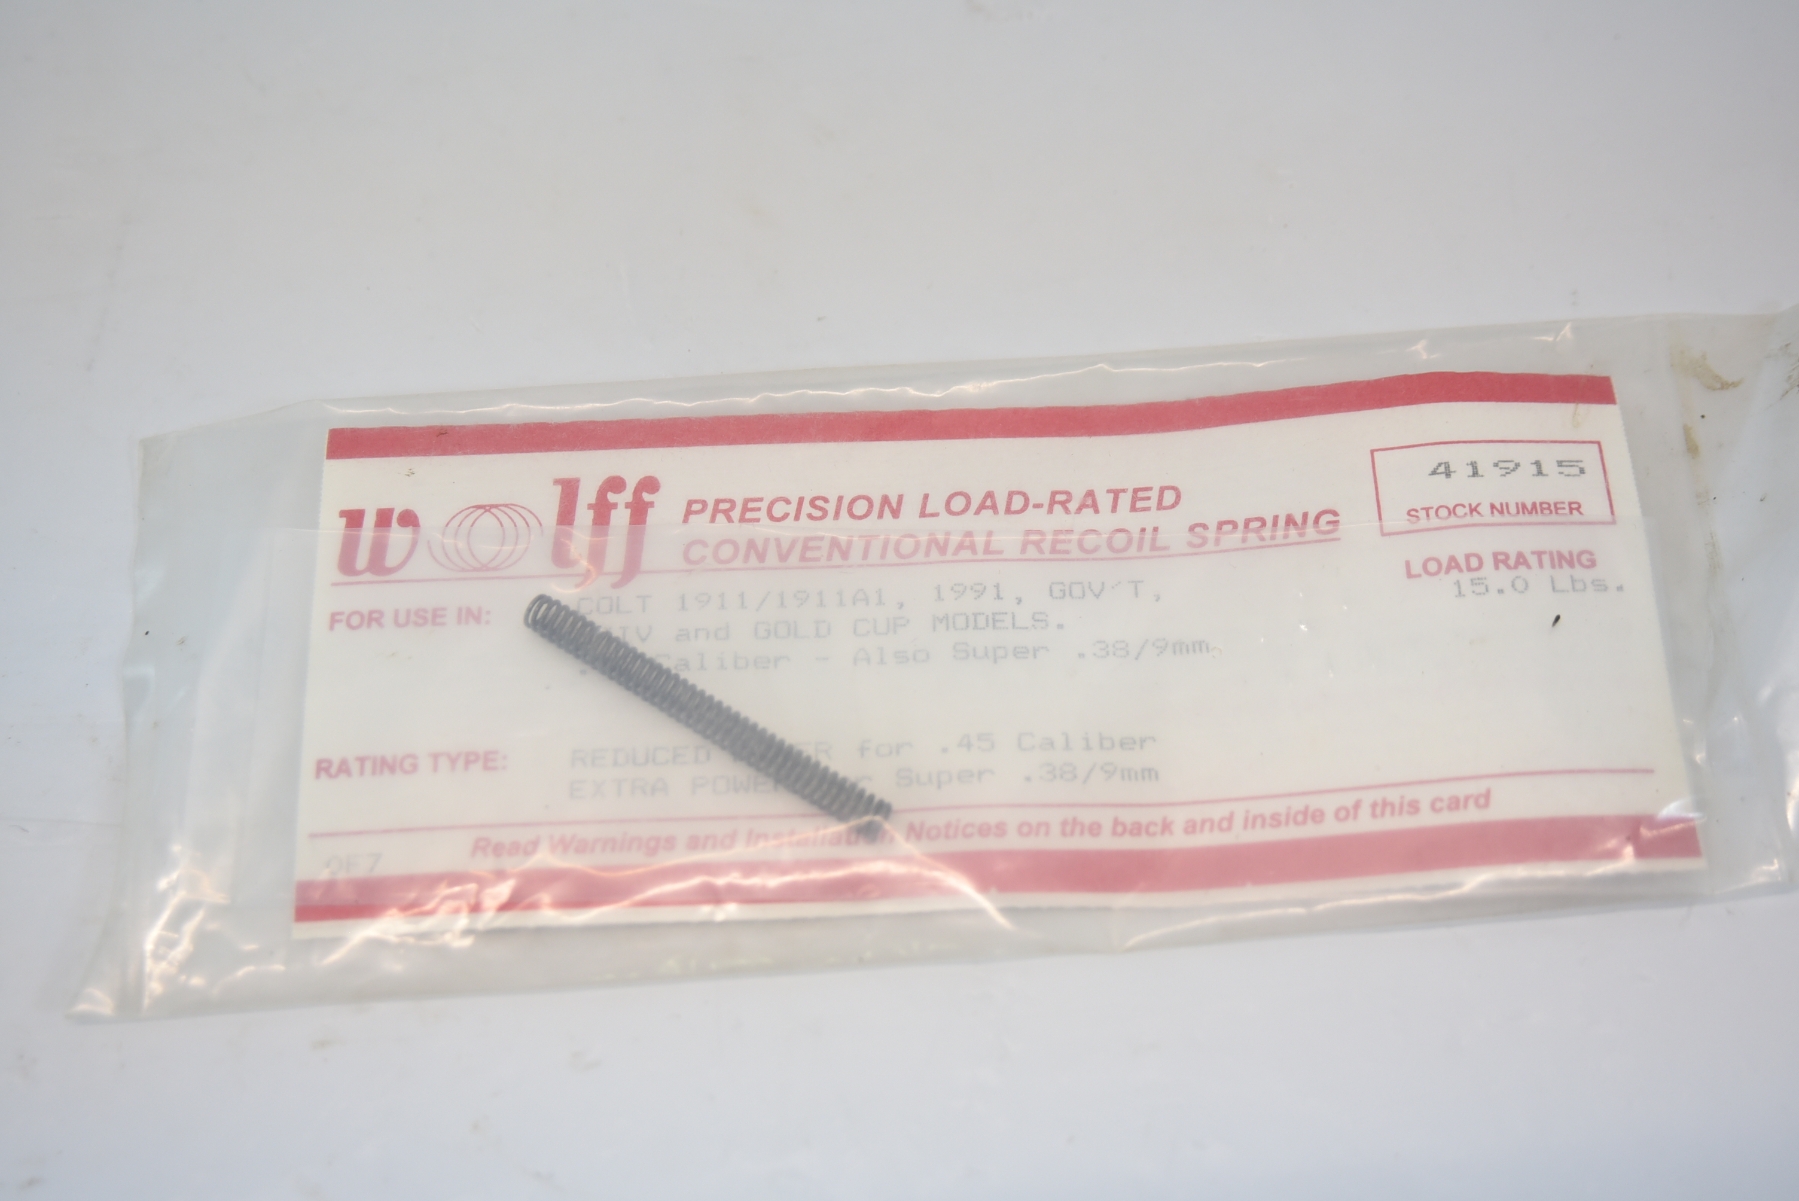 wolff PRECISION LOAD-RATED
CONVENTIONAL RECOIL SPRING
41915
STOCK NUMBER
LOAD RATING
15.0 Lbs.
FOR USE IN: COLT 1911/1911A1, 1991, GOV'T,
and GOLD CUP MODELS.
Caliber - Also Super .38/9mm.
RATING TYPE: REDUCED for .45 Caliber
EXTRA Super .38/9mm
Read Warnings and Installation Notices on the back and inside of this card